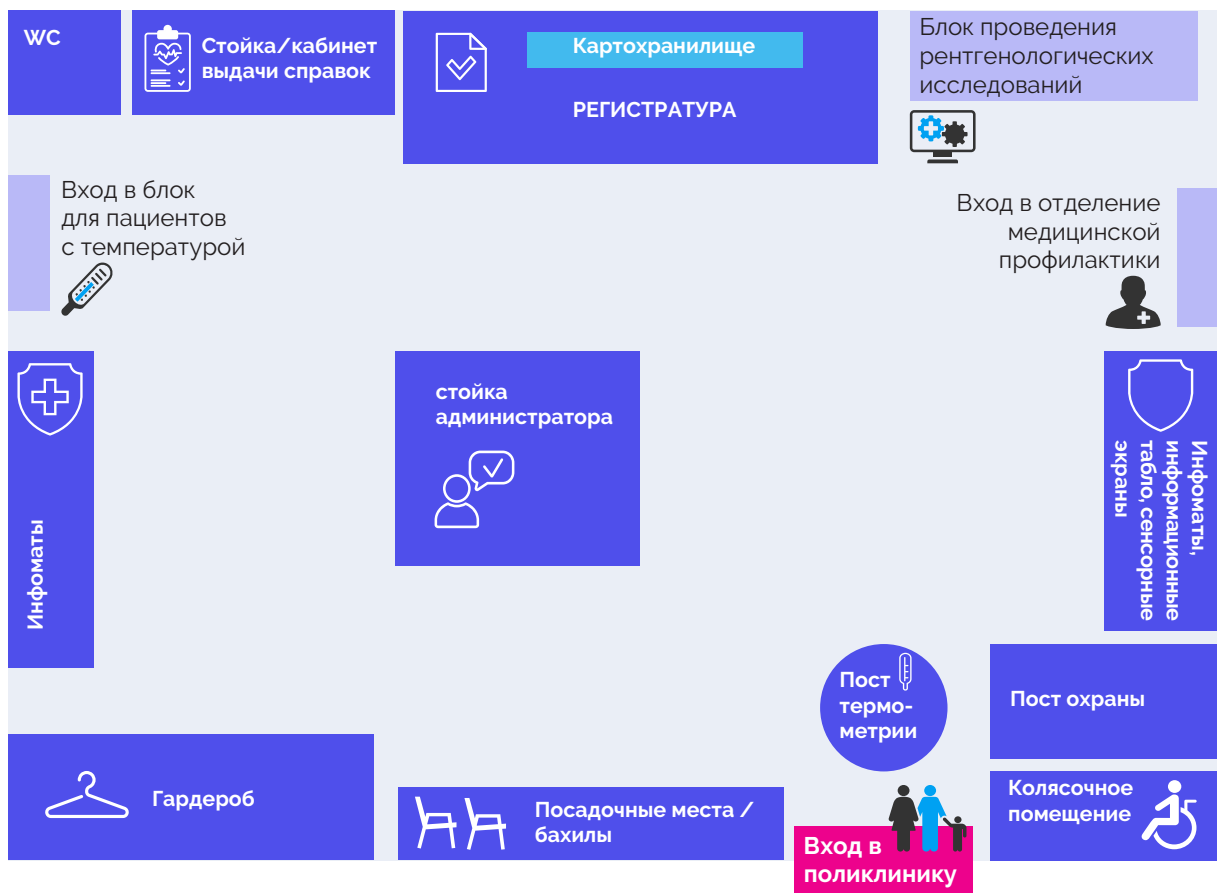 WC
Стойка/кабинет
выдачи справок
Картохранилище
РЕГИСТРАТУРА
Блок проведения
рентгенологических
исследований
Вход в блок
для пациентов
с температурой
Вход в отделение
медицинской
профилактики
Инфоматы
стойка
администратора
Инфоматы,
информационные
табло, сенсорные
экраны
Пост
термо-
метрии
Пост охраны
Гардероб
Посадочные места /
бахилы
Вход в
поликлинику
Колясочное
помещение